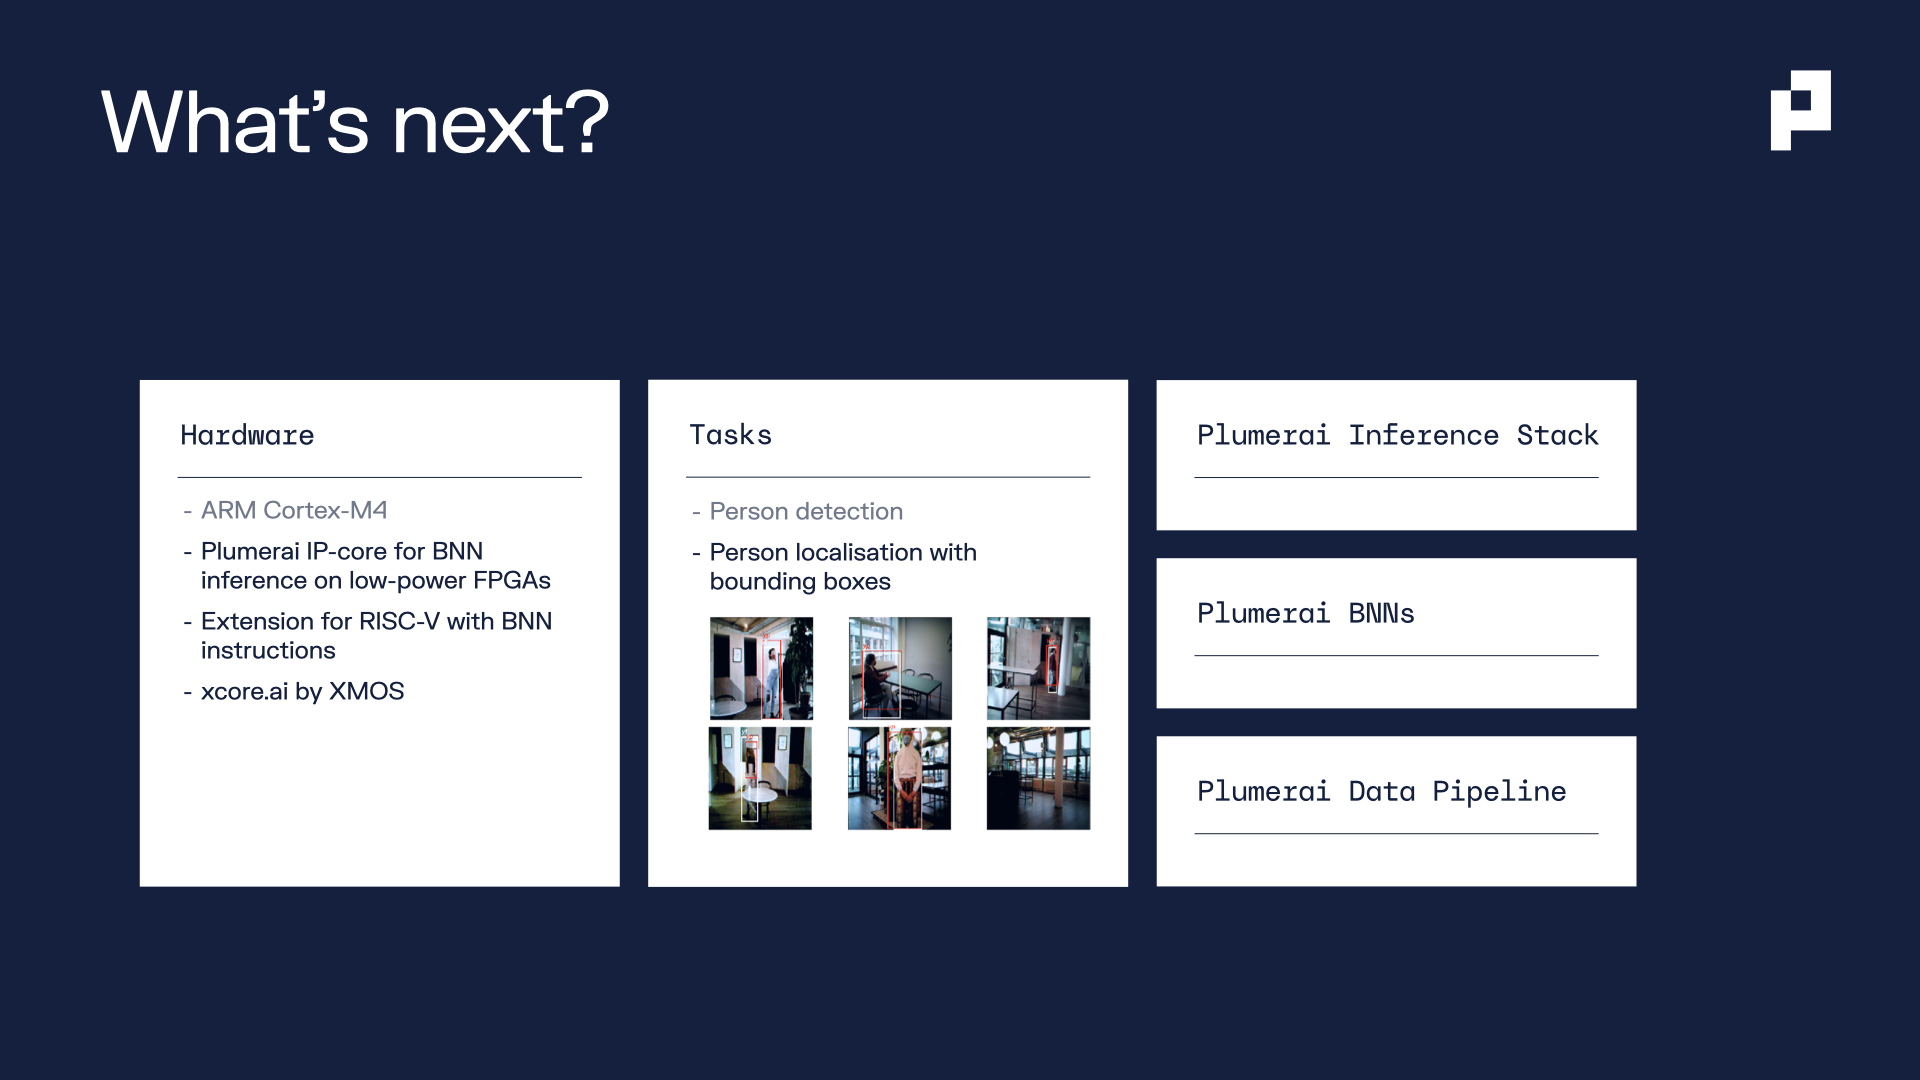 What's next?
Hardware
- ARM Cortex-M4
- Plumerai IP-core for BNN
inference on low-power FPGAs
- Extension for RISC-V with BNN
instructions
- xcore.ai by XMOS
Tasks
- Person detection
- Person localisation with
bounding boxes
Plumerai Inference Stack
Plumerai BNNs
Plumerai Data Pipeline